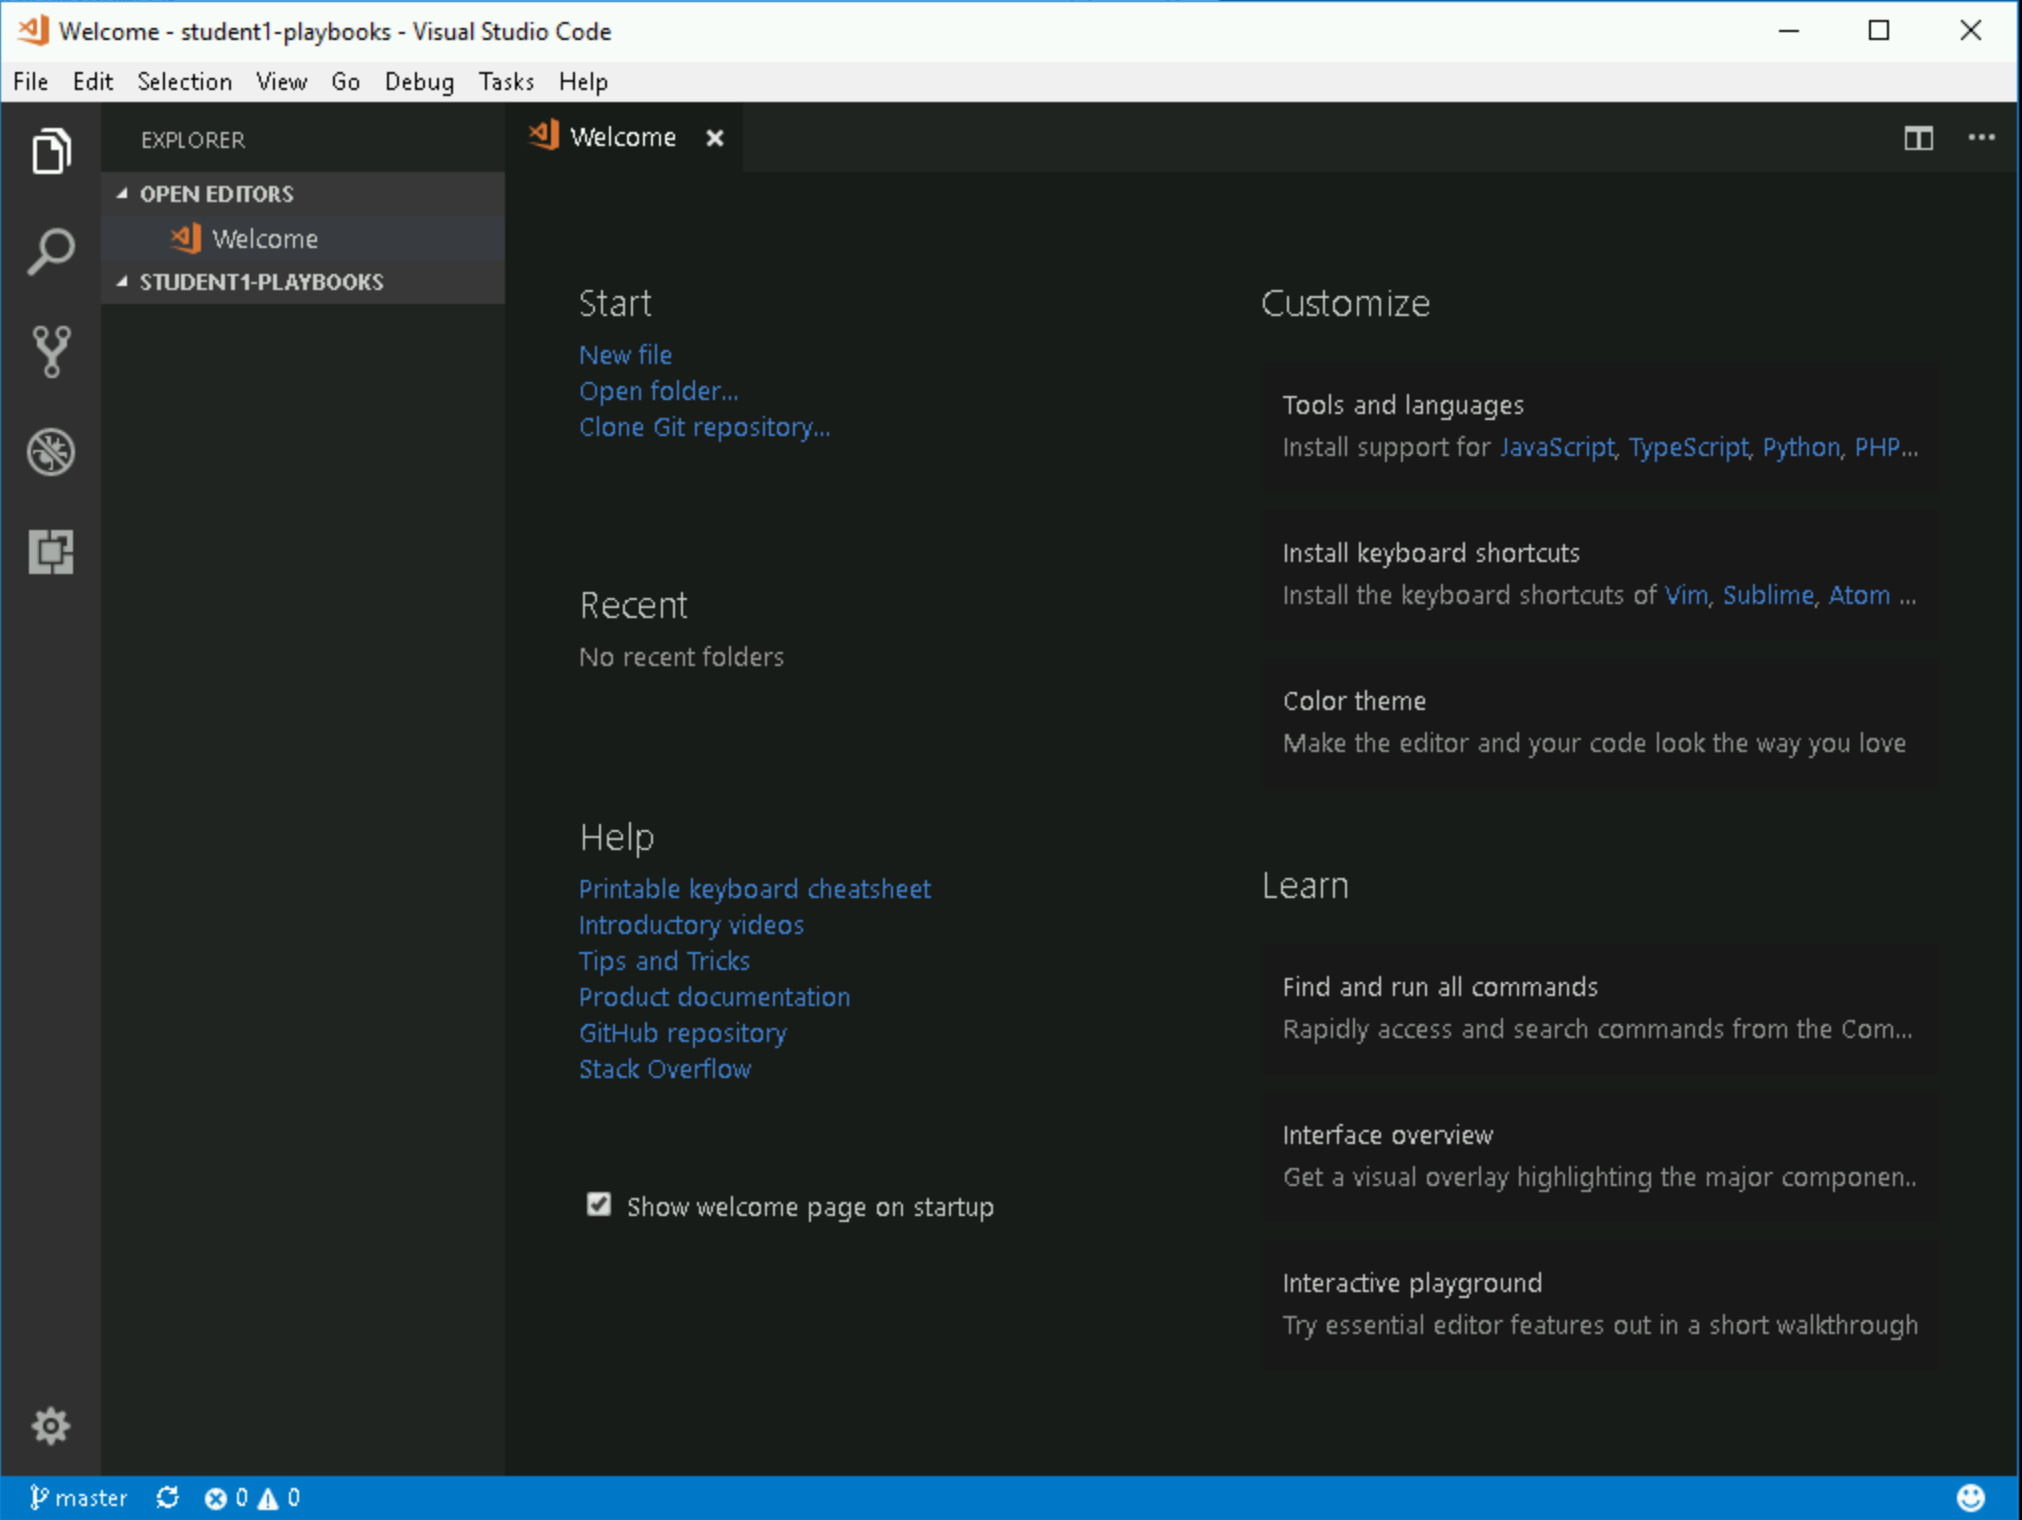 Welcome - student1-playbooks - Visual Studio Code
File Edit Selection View Go Debug Tasks Help
EXPLORER
OPEN EDITORS
Welcome
STUDENT1-PLAYBOOKS
Welcome
Start
New file
Open folder...
Clone Git repository...
Recent
No recent folders
Help
Printable keyboard cheatsheet
Introductory videos
Tips and Tricks
Product documentation
GitHub repository
Stack Overflow
Show welcome page on startup
Customize
Tools and languages
Install support for JavaScript, TypeScript, Python, PHP...
Install keyboard shortcuts
Install the keyboard shortcuts of Vim, Sublime, Atom ...
Color theme
Make the editor and your code look the way you love
Learn
Find and run all commands
Rapidly access and search commands from the Com...
Interface overview
Get a visual overlay highlighting the major componen..
Interactive playground
Try essential editor features out in a short walkthrough
master 0 0